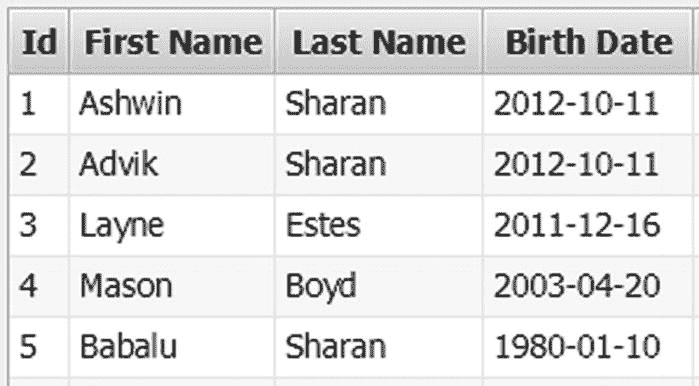 Id First Name Last Name Birth Date
1 Ashwin Sharan 2012-10-11
2 Advik Sharan 2012-10-11
3 Layne Estes 2011-12-16
4 Mason Boyd 2003-04-20
5 Babalu Sharan 1980-01-10